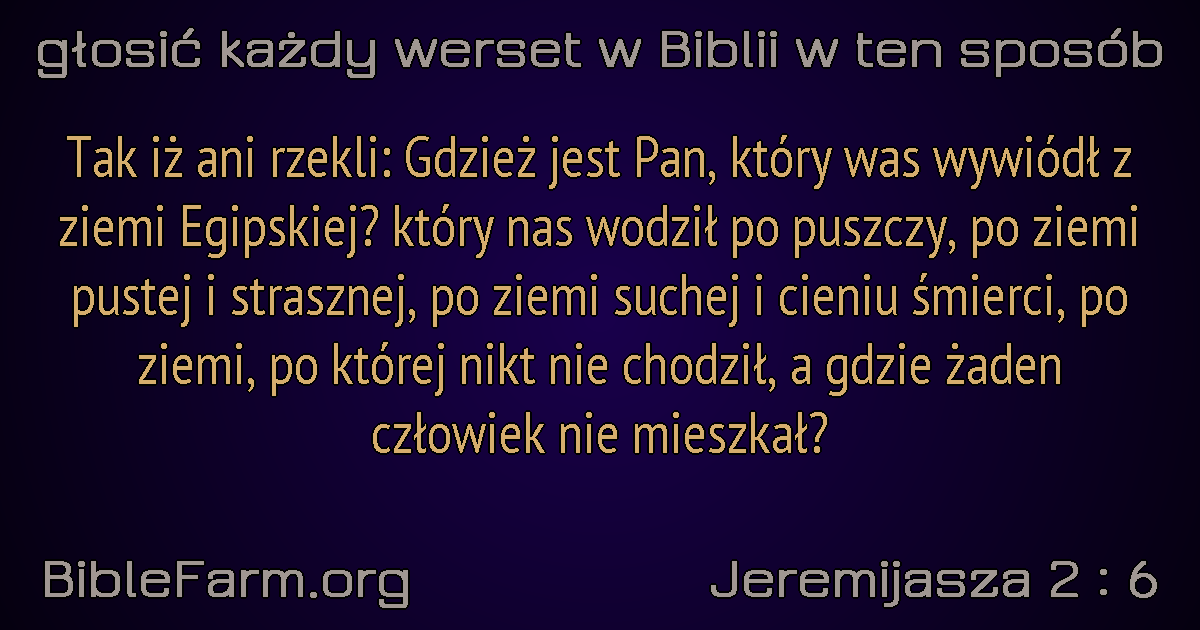 głosić każdy werset w Biblii w ten sposób
Tak iż ani rzekli: Gdzież jest Pan, który was wywiódł z
ziemi Egipskiej? który nas wodził po puszczy, po ziemi
pustej i strasznej, po ziemi suchej i cieniu śmierci, po
ziemi, po której nikt nie chodził, a gdzie żaden
człowiek nie mieszkał?
BibleFarm.org
Jeremijasza 2 : 6